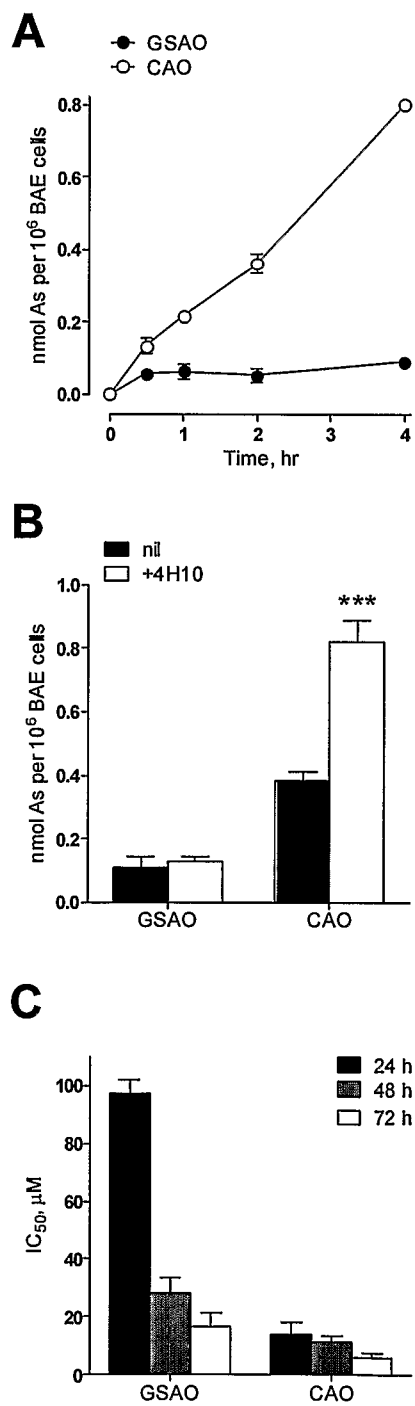 A
GSAO
CAO
0.8
0.6
0.4
0.2
0.0
nmol As per 10⁶ BAE cells
0 1 2 3 4
Time, hr
B
nil
+4H10
1.0
0.8
0.6
0.4
0.2
0.0
nmol As per 10⁶ BAE cells
***
GSAO CAO
C
24 h
48 h
72 h
100
80
60
40
20
0
IC₅₀, μM
GSAO CAO